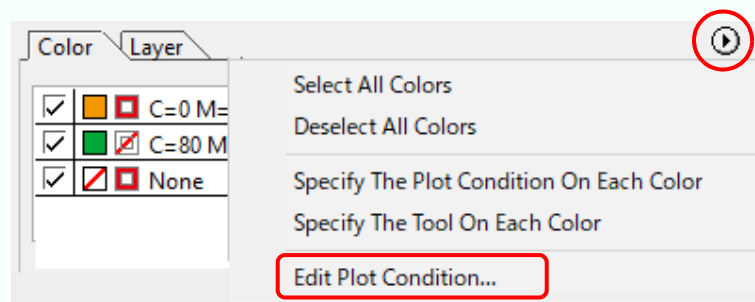 Color Layer
Select All Colors
Deselect All Colors
C=0 M=
C=80 M
None
Specify The Plot Condition On Each Color
Specify The Tool On Each Color
Edit Plot Condition...